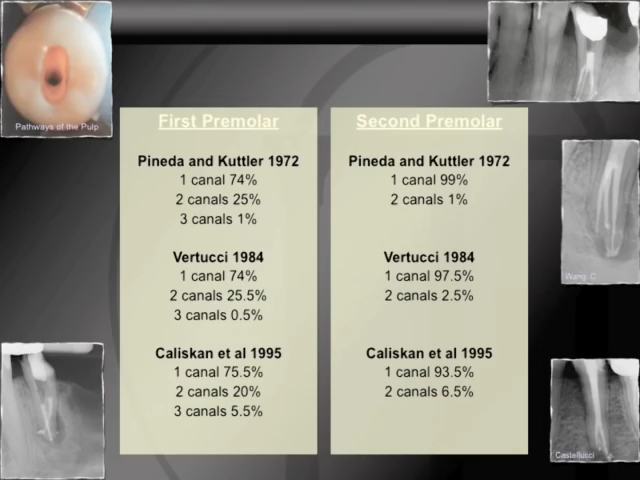 Pathways of the Pulp
First Premolar
Pineda and Kuttler 1972
1 canal 74%
2 canals 25%
3 canals 1%
Vertucci 1984
1 canal 74%
2 canals 25.5%
3 canals 0.5%
Caliskan et al 1995
1 canal 75.5%
2 canals 20%
3 canals 5.5%
Second Premolar
Pineda and Kuttler 1972
1 canal 99%
2 canals 1%
Vertucci 1984
1 canal 97.5%
2 canals 2.5%
Caliskan et al 1995
1 canal 93.5%
2 canals 6.5%
Wang, C
Castellucci